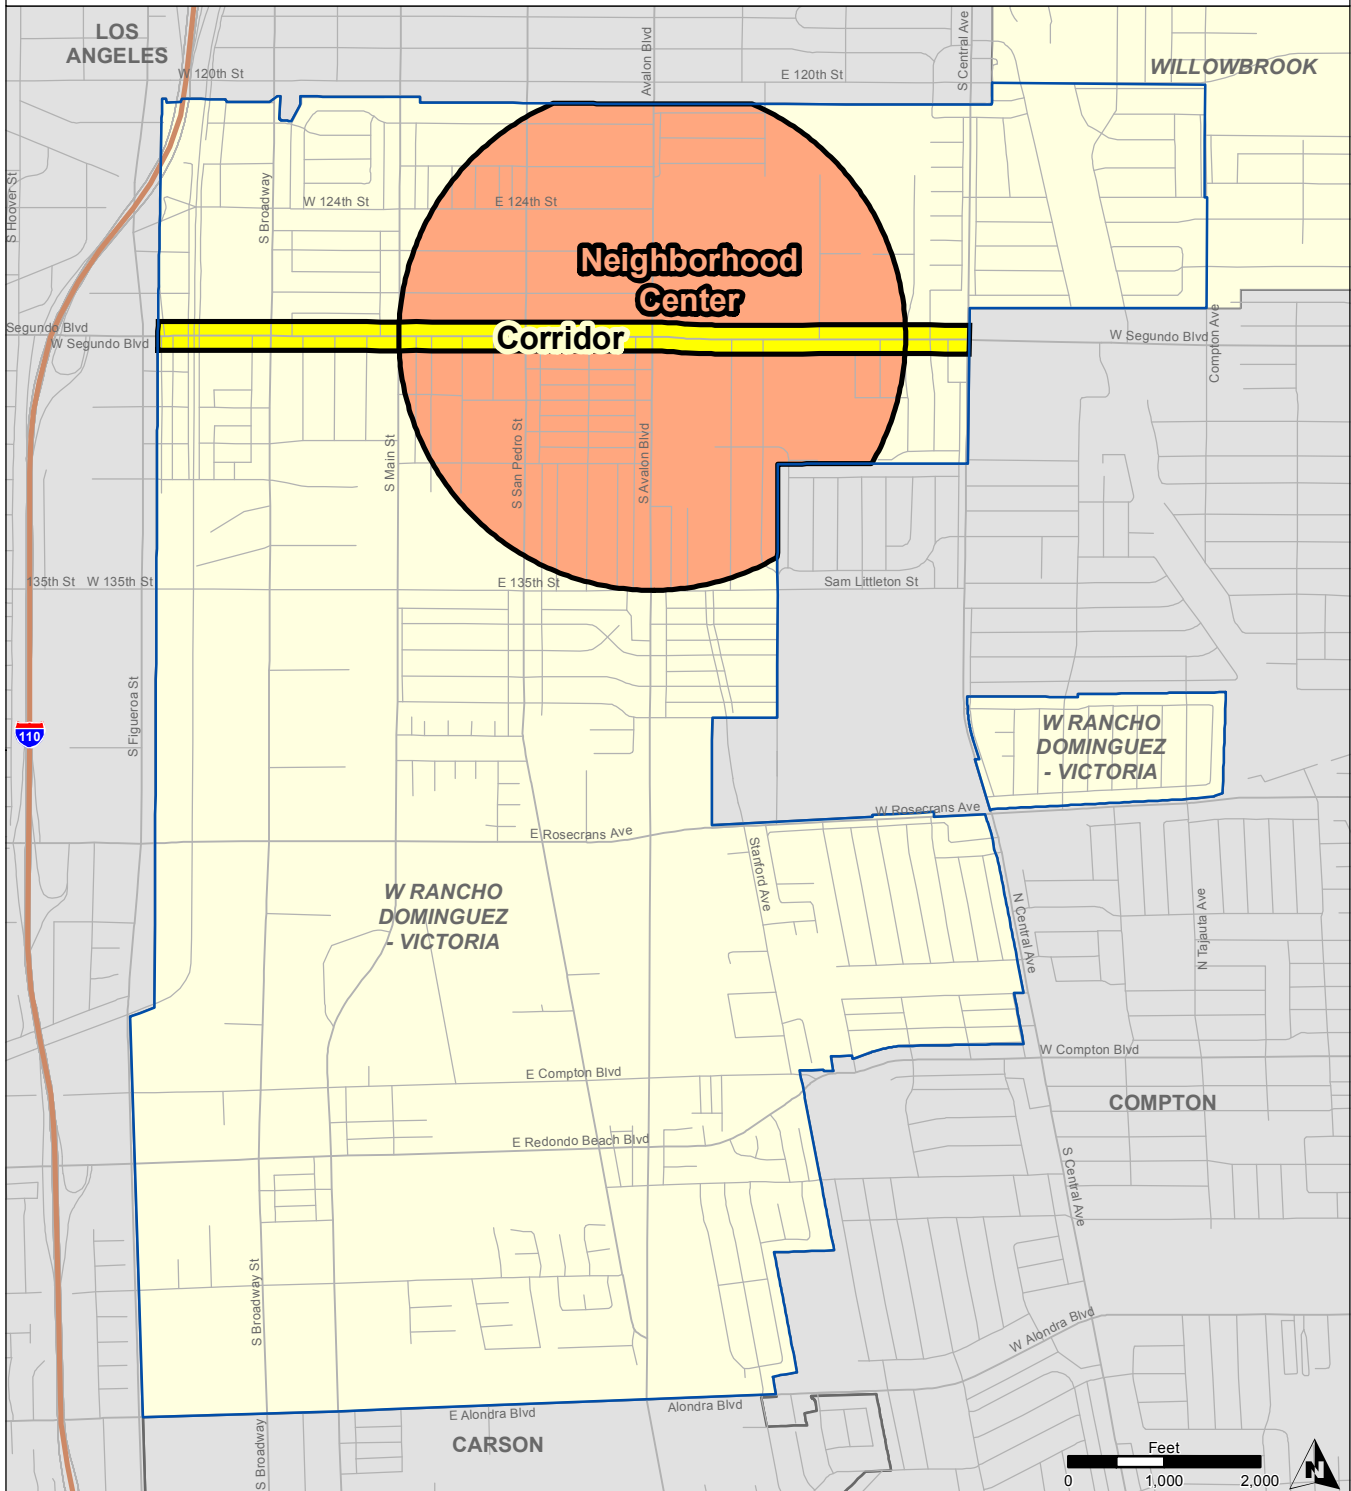 LOS
ANGELES
W 120th St
Avalon Blvd
E 120th St
S Central Ave
WILLOWBROOK
S Hoover St
S Broadway
W 124th St
E 124th St
Neighborhood
Center
Segundo Blvd
W Segundo Blvd
Corridor
W Segundo Blvd
Compton Ave
S Main St
S San Pedro St
S Avalon Blvd
135th St
W 135th St
E 135th St
Sam Littleton St
S Figueroa St
110
W RANCHO
DOMINGUEZ
- VICTORIA
W Rosecrans Ave
E Rosecrans Ave
Stanford Ave
W RANCHO
DOMINGUEZ
- VICTORIA
N Central Ave
N Tajauta Ave
W Compton Blvd
E Compton Blvd
COMPTON
E Redondo Beach Blvd
S Central Ave
S Broadway St
W Alondra Blvd
Alondra Blvd
E Alondra Blvd
CARSON
S Broadway
Feet
0 1,000 2,000
N